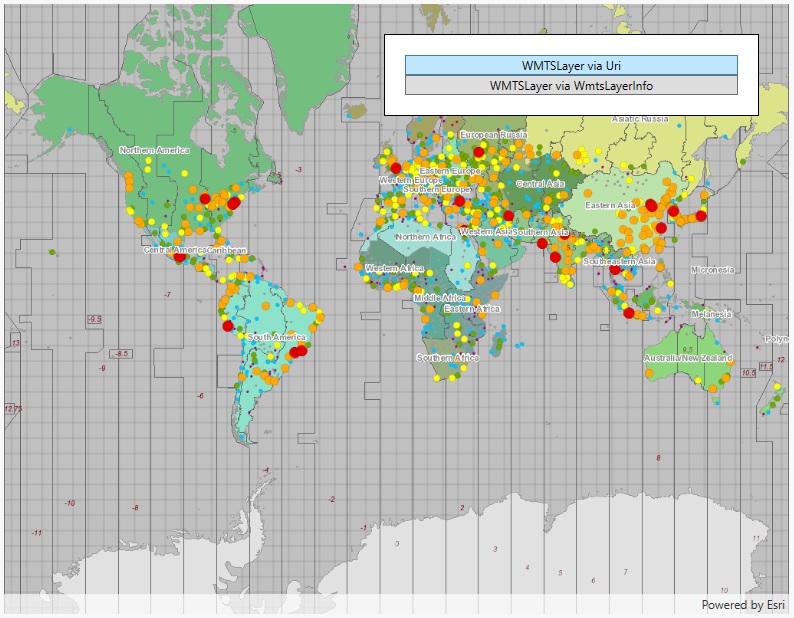 WMTSLayer via Uri
WMTSLayer via WmtsLayerInfo
Asiatic Russia
European Russia
Northern America
-3
Eastern Europe
Western Europe
Southern Europe
Central Asia
Eastern Asia
Western Asia
Southern Asia
Northern Africa
Central America
Caribbean
Southeastern Asia
Western Africa
Micronesia
-7
Middle Africa
Eastern Africa
Melanesia
-9.5
South America
Polyn
13
-8.5
0.5
Southern Africa
Australia/New Zealand
12
-9
10.5
11.5
-6
12.75
8
-4
-2
-10
-8
2
-11
-1
0
3
11
4
5
6
7
10
Powered by Esri